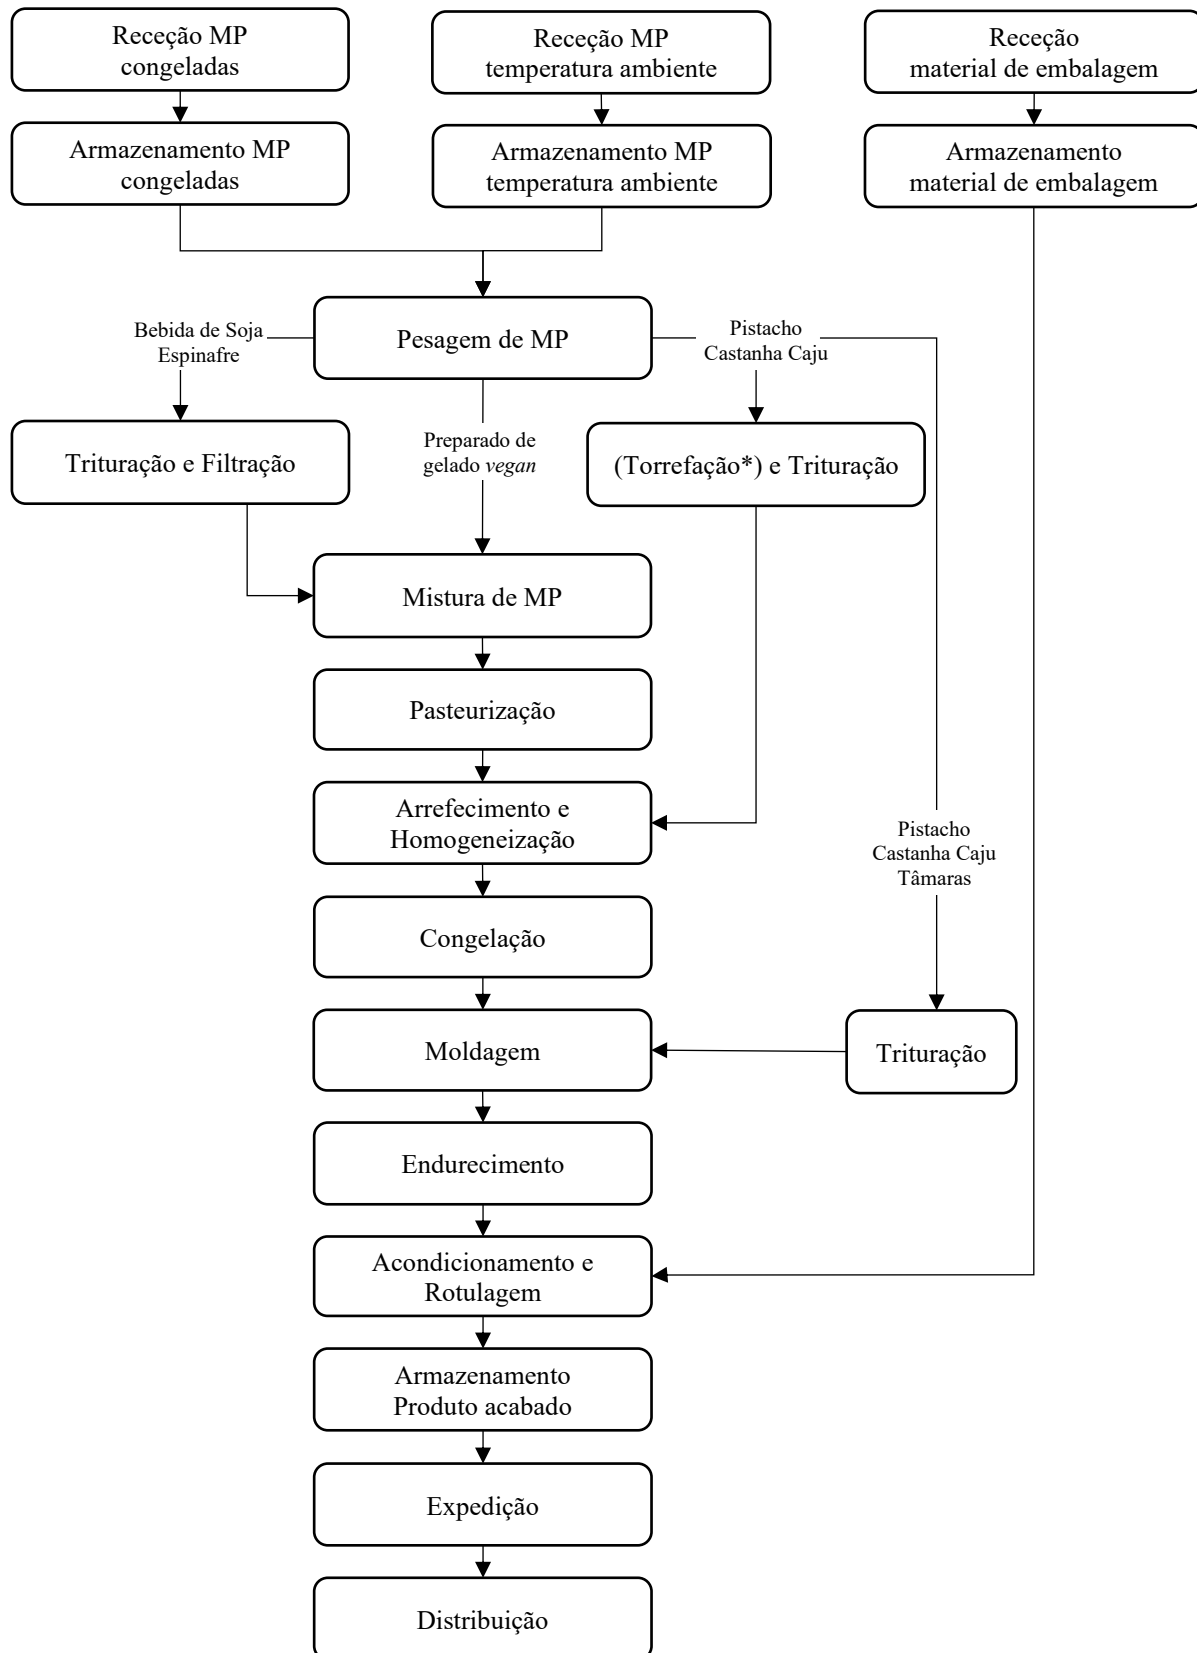 Receção MP
congeladas
Receção MP
temperatura ambiente
Receção
material de embalagem
Armazenamento MP
congeladas
Armazenamento MP
temperatura ambiente
Armazenamento
material de embalagem
Pesagem de MP
Bebida de Soja
Espinafre
Pistacho
Castanha Caju
Trituração e Filtração
Preparado de
gelado vegan
(Torrefação*) e Trituração
Mistura de MP
Pasteurização
Arrefecimento e
Homogeneização
Pistacho
Castanha Caju
Tâmaras
Congelação
Moldagem
Trituração
Endurecimento
Acondicionamento e
Rotulagem
Armazenamento
Produto acabado
Expedição
Distribuição